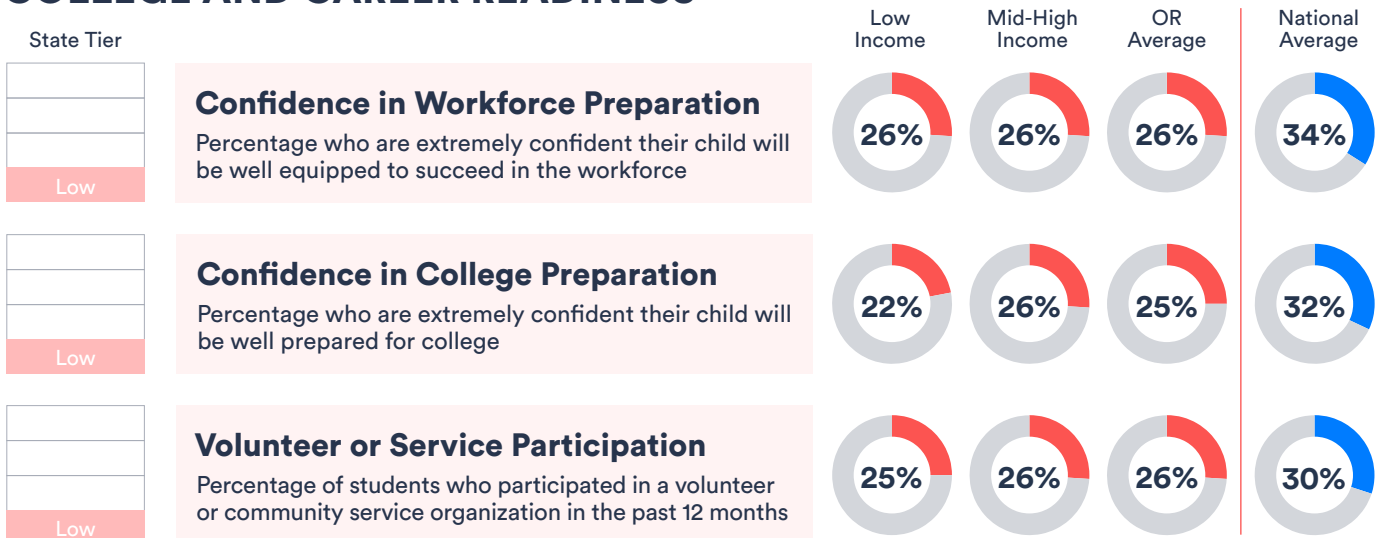 State Tier
Low
Income
Mid-High
Income
OR
Average
National
Average
Low
Confidence in Workforce Preparation
Percentage who are extremely confident their child will
be well equipped to succeed in the workforce
26%
26%
26%
34%
Low
Confidence in College Preparation
Percentage who are extremely confident their child will
be well prepared for college
22%
26%
25%
32%
Low
Volunteer or Service Participation
Percentage of students who participated in a volunteer
or community service organization in the past 12 months
25%
26%
26%
30%